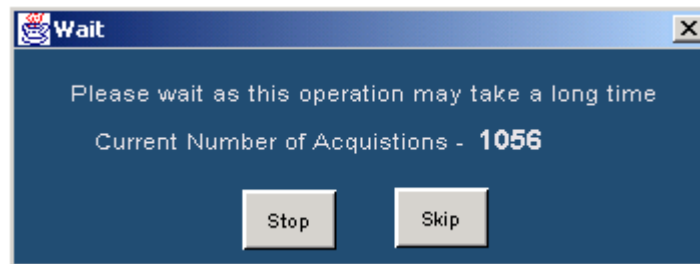 Wait
Please wait as this operation may take a long time
Current Number of Acquistions - 1056
Stop Skip